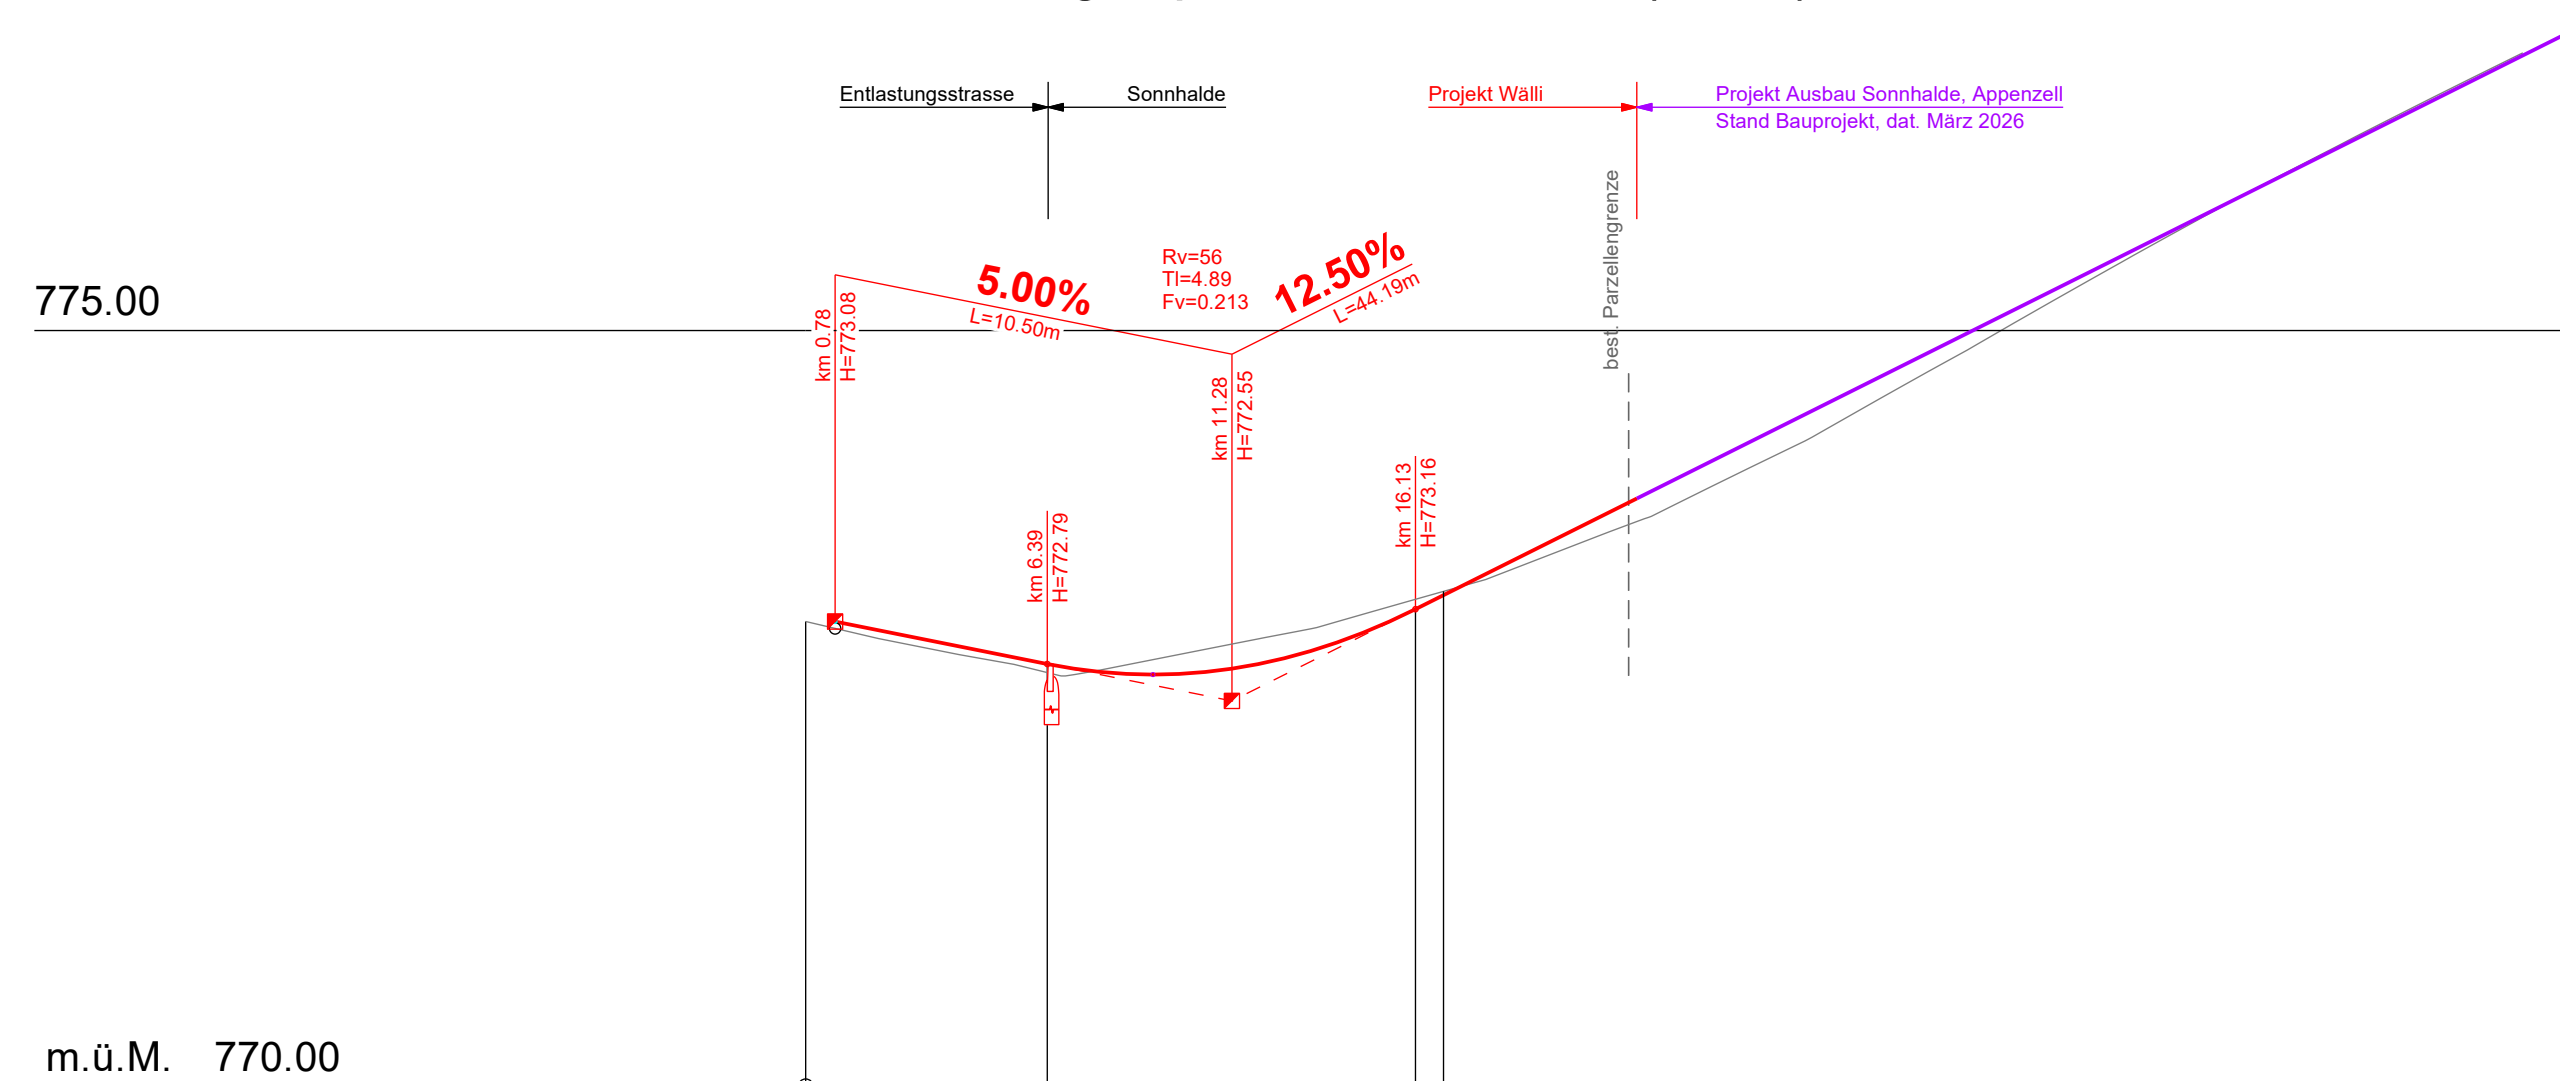 Entlastungsstrasse
Sonnhalde
Projekt Wälli
Projekt Ausbau Sonnhalde, Appenzell
Stand Bauprojekt, dat. März 2026
best. Parzellengrenze
775.00
km 0.78
H=773.08
5.00%
L=10.50m
Rv=56
Tl=4.89
Fv=0.213
12.50%
L=44.19m
km 11.28
H=772.55
km 6.39
H=772.79
km 16.13
H=773.16
m.ü.M. 770.00